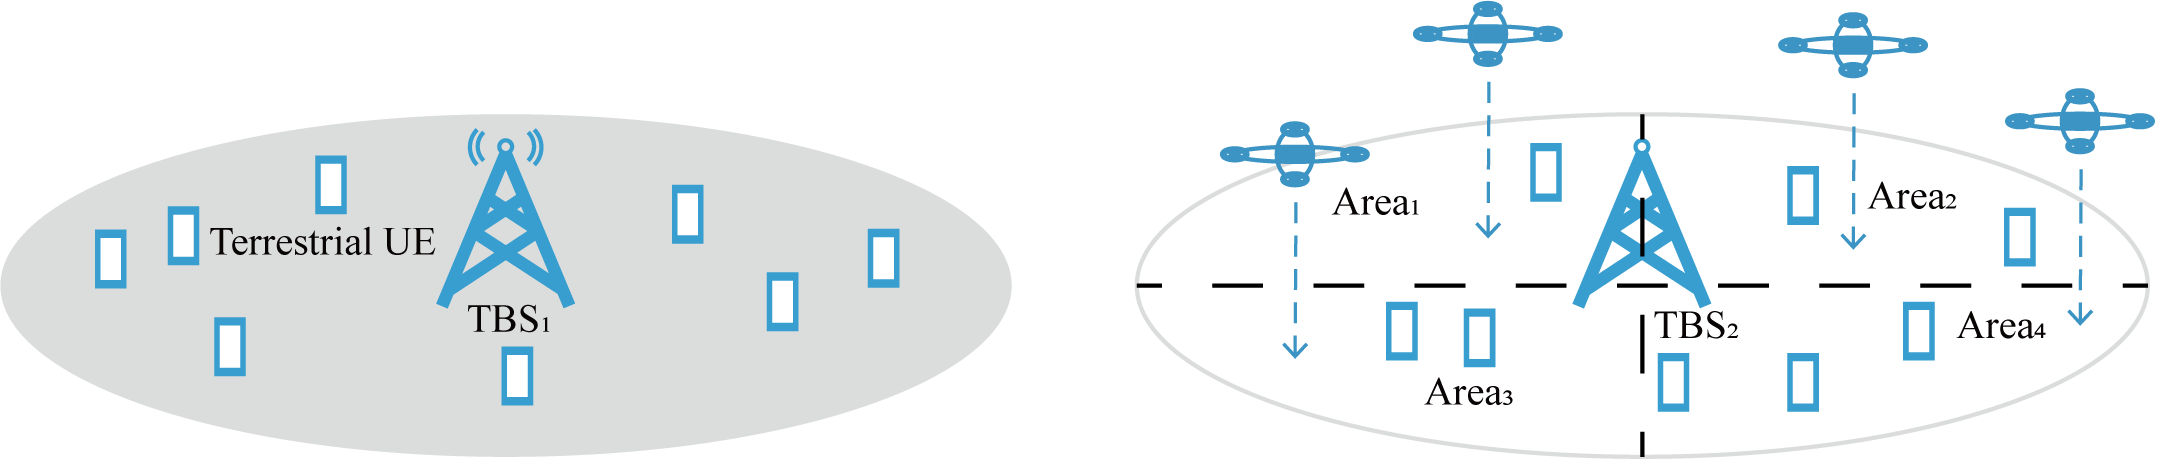 Terrestrial UE
TBS₁
Area₁
Area₂
TBS₂
Area₄
Area₃